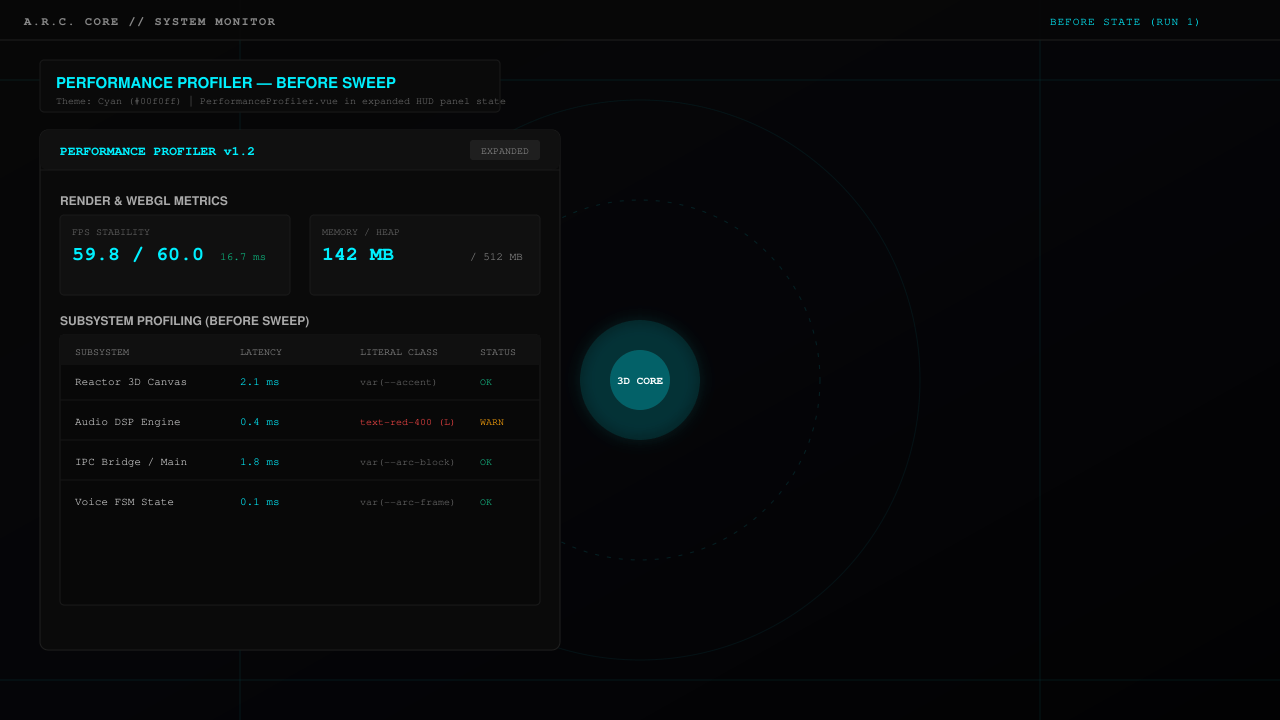 A.R.C. CORE // SYSTEM MONITOR
BEFORE STATE (RUN 1)
PERFORMANCE PROFILER — BEFORE SWEEP
Theme: Cyan (#00f0ff) | PerformanceProfiler.vue in expanded HUD panel state
PERFORMANCE PROFILER v1.2
EXPANDED
RENDER & WEBGL METRICS
FPS STABILITY
59.8 / 60.0 16.7 ms
MEMORY / HEAP
142 MB / 512 MB
SUBSYSTEM PROFILING (BEFORE SWEEP)
SUBSYSTEM LATENCY LITERAL CLASS STATUS
Reactor 3D Canvas 2.1 ms var(--accent) OK
Audio DSP Engine 0.4 ms text-red-400 (L) WARN
IPC Bridge / Main 1.8 ms var(--arc-block) OK
Voice FSM State 0.1 ms var(--arc-frame) OK
3D CORE